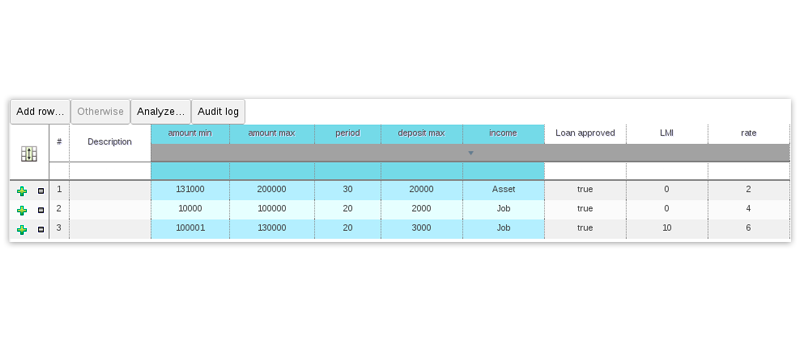 Add row... Otherwise Analyze... Audit log
# Description amount min amount max period deposit max income Loan approved LMI rate
1 131000 200000 30 20000 Asset true 0 2
2 10000 100000 20 2000 Job true 0 4
3 100001 130000 20 3000 Job true 10 6